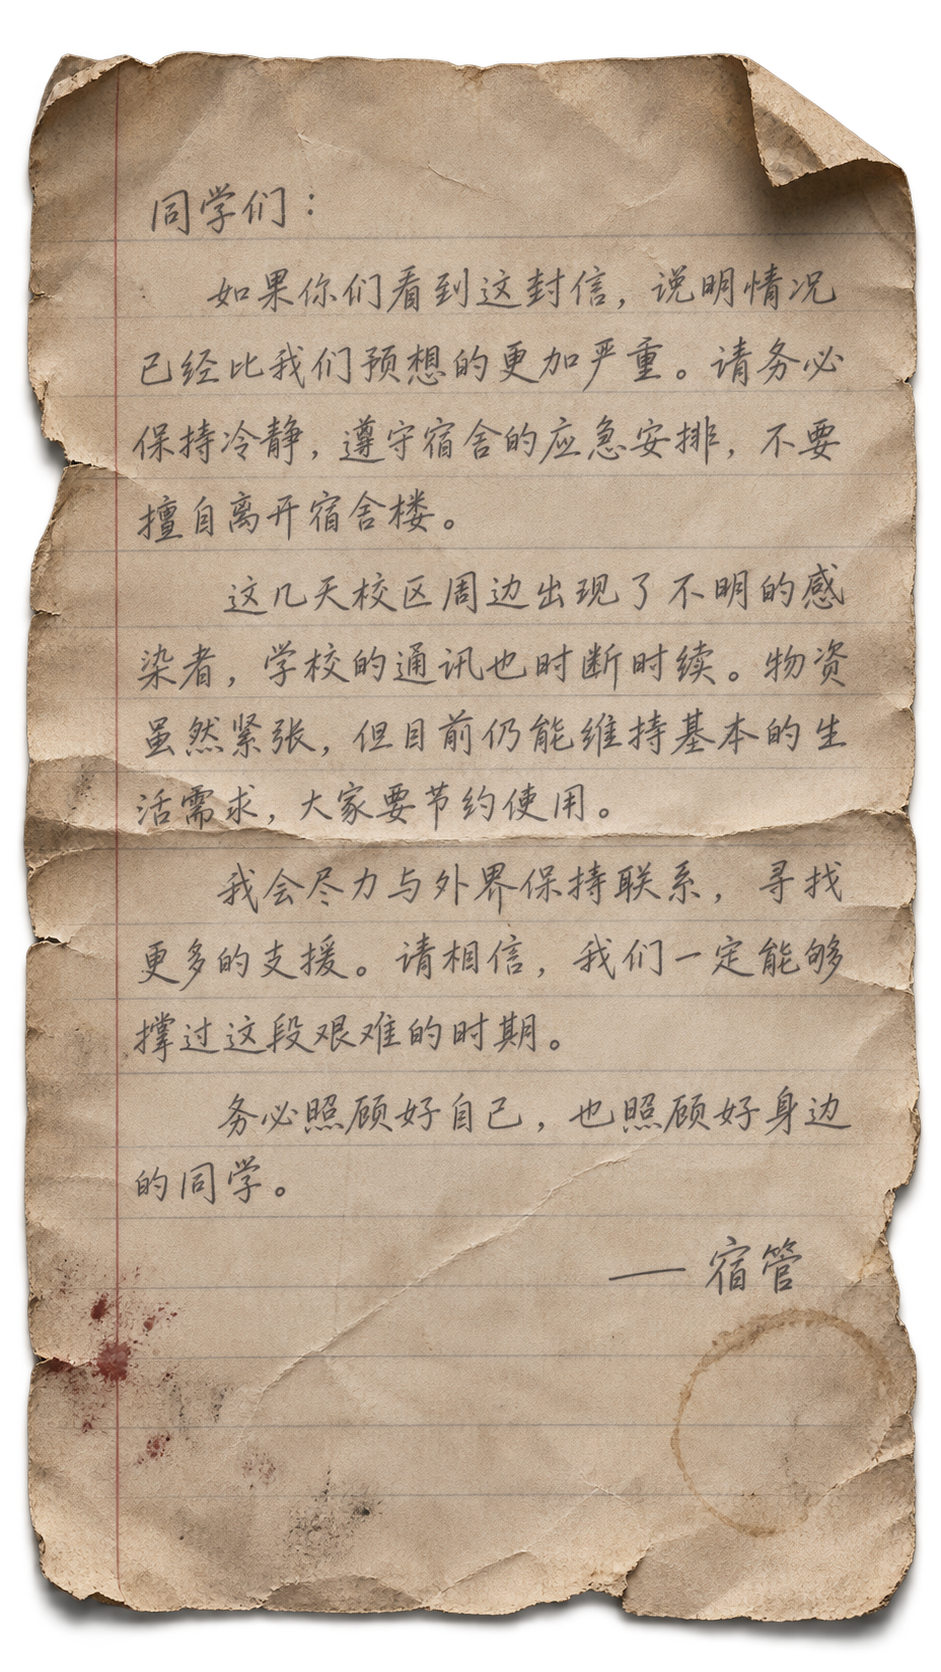 同学们：
如果你们看到这封信，说明情况
已经比我们预想的更加严重。请务必
保持冷静，遵守宿舍的应急安排，不要
擅自离开宿舍楼。
这几天校区周边出现了不明的感
染者，学校的通讯也时断时续。物资
虽然紧张，但目前仍能维持基本的生
活需求，大家要节约使用。
我会尽力与外界保持联系，寻找
更多的支援。请相信，我们一定能够
撑过这段艰难的时期。
务必照顾好自己，也照顾好身边
的同学。
— 宿管